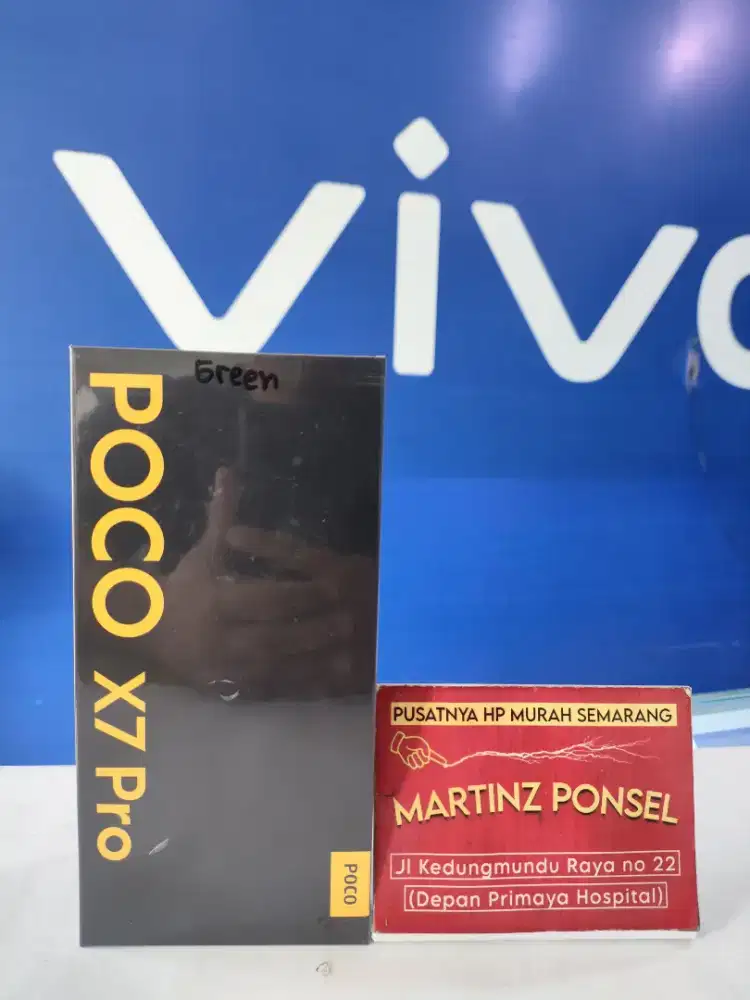 vivo
Green
POCO X7 Pro
POCO
PUSATNYA HP MURAH SEMARANG
MARTINZ PONSEL
Jl Kedungmundu Raya no 22
(Depan Primaya Hospital)